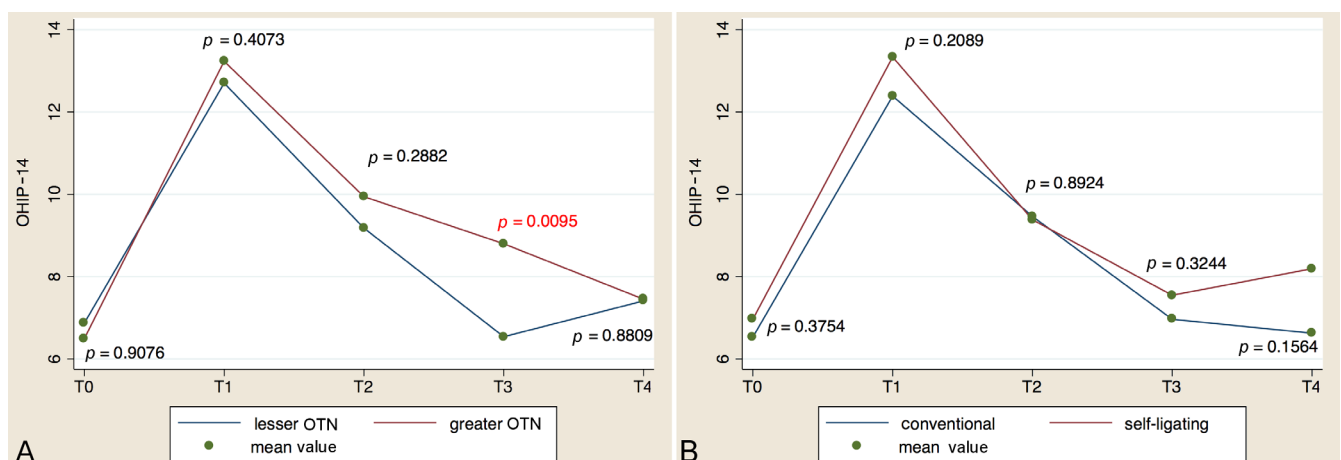 14
p = 0.4073
12
p = 0.2882
10
p = 0.0095
OHIP-14
8
p = 0.8809
p = 0.9076
6
T0 T1 T2 T3 T4
lesser OTN greater OTN
mean value
A
14
p = 0.2089
12
p = 0.8924
10
OHIP-14
p = 0.3244
8
p = 0.3754
p = 0.1564
6
T0 T1 T2 T3 T4
conventional self-ligating
mean value
B